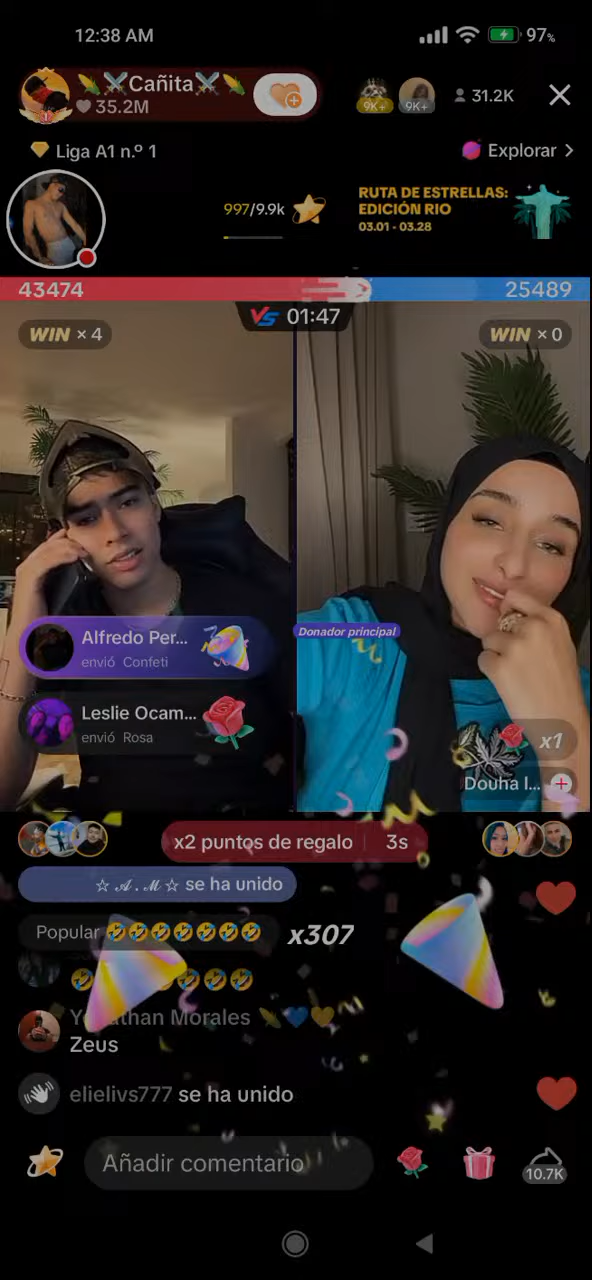 12:38 AM
97%
🌽⚔️Cañita⚔️🌽
35.2M
9K+
9K+
31.2K
Liga A1 n.º 1
Explorar
997/9.9k
RUTA DE ESTRELLAS:
EDICIÓN RIO
03.01 - 03.28
43474
25489
VS 01:47
WIN × 4
WIN × 0
Alfredo Per...
envió Confeti
Donador principal
Leslie Ocam...
envió Rosa
x1
Douha I...
x2 puntos de regalo
3s
☆ 𝒜 . ℳ ☆ se ha unido
Popular 🤣🤣🤣🤣🤣🤣🤣
x307
Zeus
elielivs777 se ha unido
Añadir comentario
10.7K